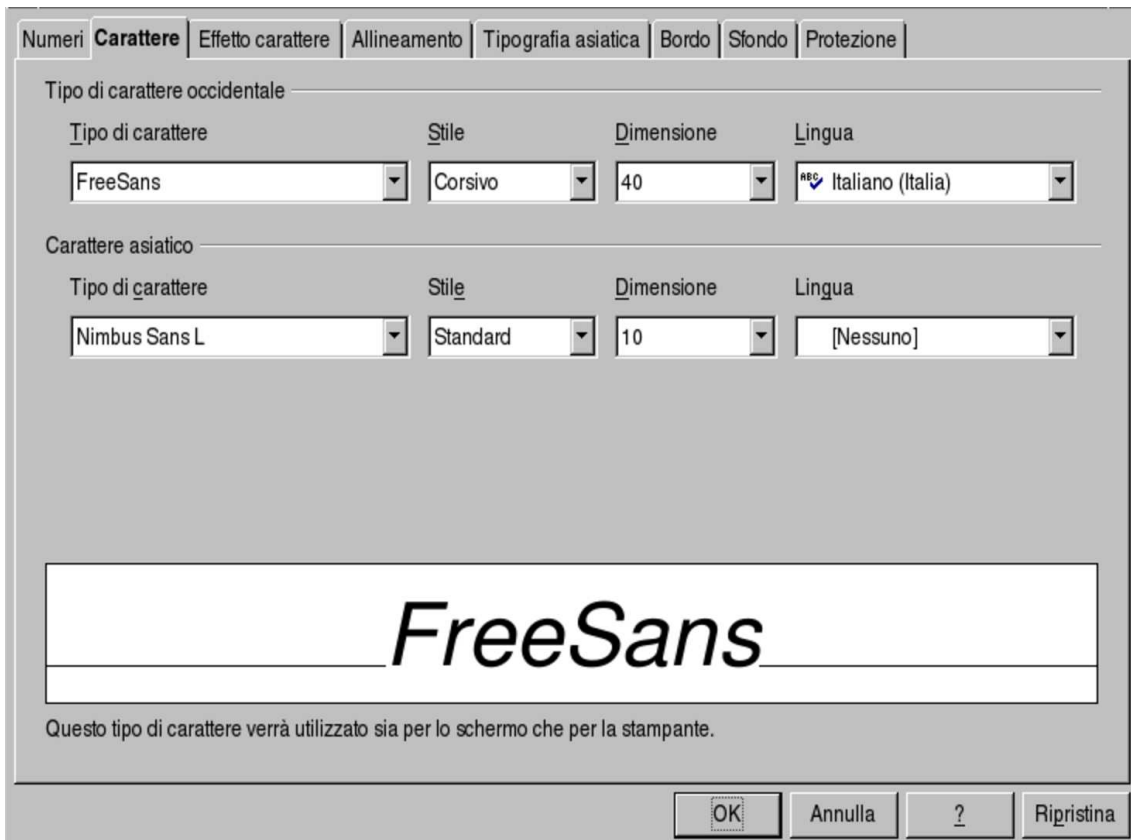 Numeri Carattere Effetto carattere Allineamento Tipografia asiatica Bordo Sfondo Protezione
Tipo di carattere occidentale
Tipo di carattere Stile Dimensione Lingua
FreeSans Corsivo 40 ABC Italiano (Italia)
Carattere asiatico
Tipo di carattere Stile Dimensione Lingua
Nimbus Sans L Standard 10 [Nessuno]
FreeSans
Questo tipo di carattere verrà utilizzato sia per lo schermo che per la stampante.
OK Annulla ? Ripristina